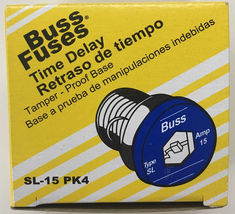 Buss®
Fuses
Time Delay
Retraso de tiempo
Tamper - Proof Base
Base a prueba de manipulaciones indebidas
Buss
Amp
15
Type
SL
SL-15 PK4